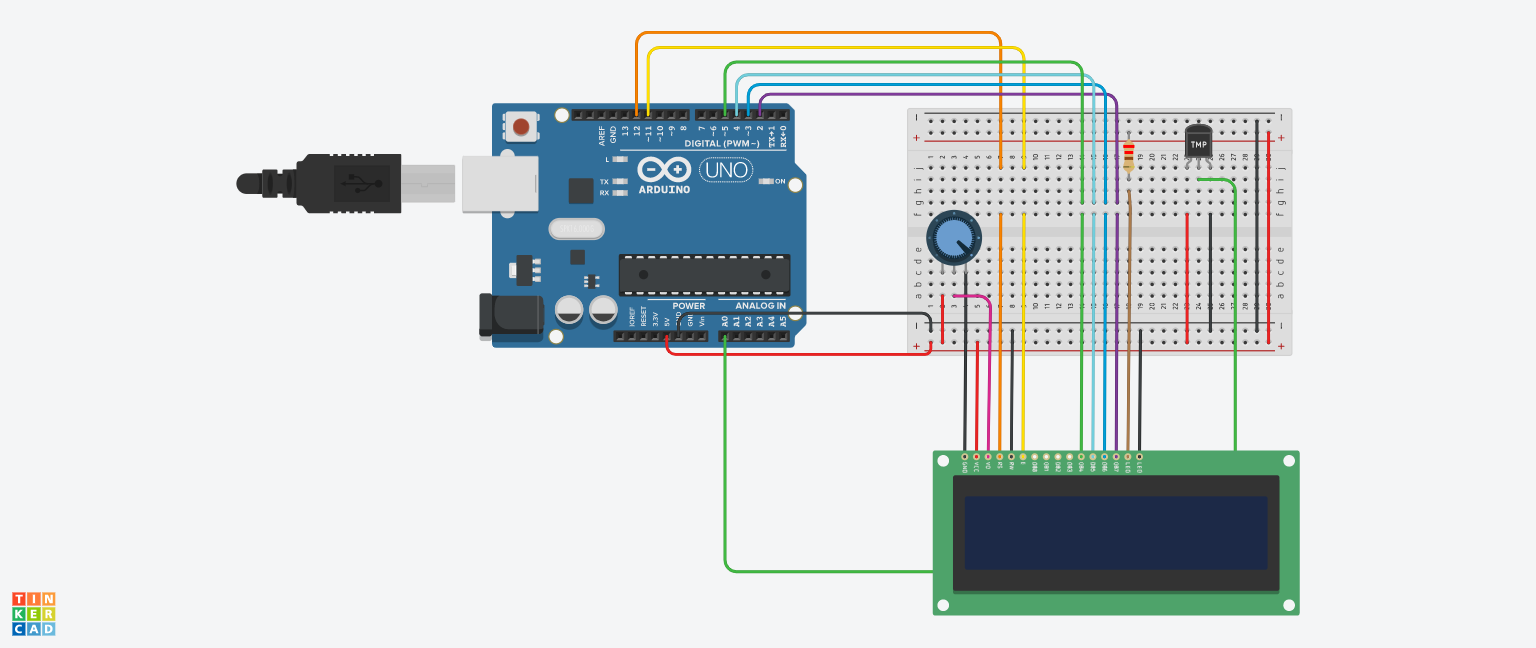 AREF
GND
13
12
~11
~10
~9
8
7
~6
~5
4
~3
2
TX→1
RX←0
DIGITAL (PWM~)
L
TX
RX
ARDUINO
UNO
ON
POWER
ANALOG IN
IOREF
RESET
3.3V
5V
GND
Vin
A0
A1
A2
A3
A4
A5
TMP
j
i
h
g
f
e
d
c
b
a
GND
VCC
V0
RS
RW
E
DB0
DB1
DB2
DB3
DB4
DB5
DB6
DB7
LED
LED
TIN
KER
CAD